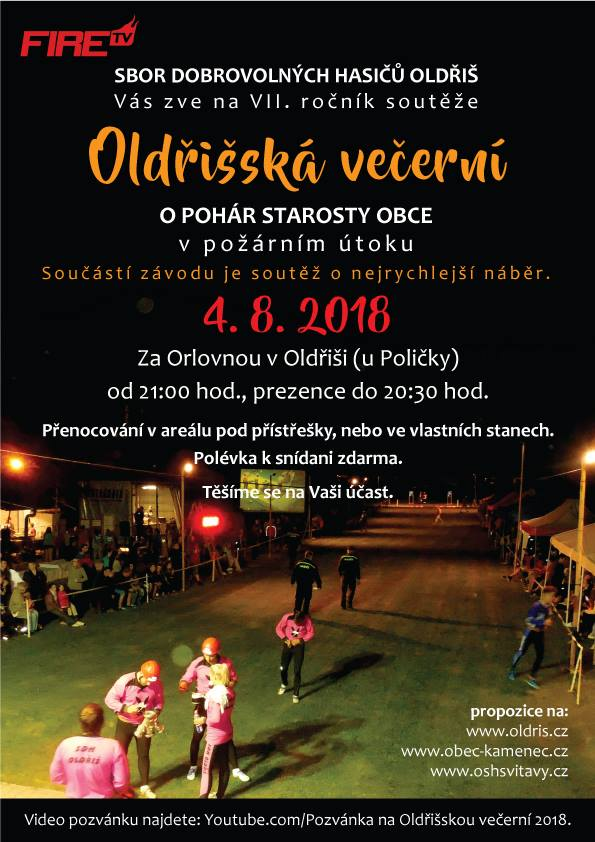 FIRE TV
SBOR DOBROVOLNÝCH HASIČŮ OLDŘIŠ
Vás zve na VII. ročník soutěže
Oldřišská večerní
O POHÁR STAROSTY OBCE
v požárním útoku
Součástí závodu je soutěž o nejrychlejší náběr.
4. 8. 2018
Za Orlovnou v Oldřiši (u Poličky)
od 21:00 hod., prezence do 20:30 hod.
Přenocování v areálu pod přístřešky, nebo ve vlastních stanech.
Polévka k snídani zdarma.
Těšíme se na Vaši účast.
SDH
OLDŘIŠ
propozice na:
www.oldris.cz
www.obec-kamenec.cz
www.oshsvitavy.cz
Video pozvánku najdete: Youtube.com/Pozvánka na Oldřišskou večerní 2018.